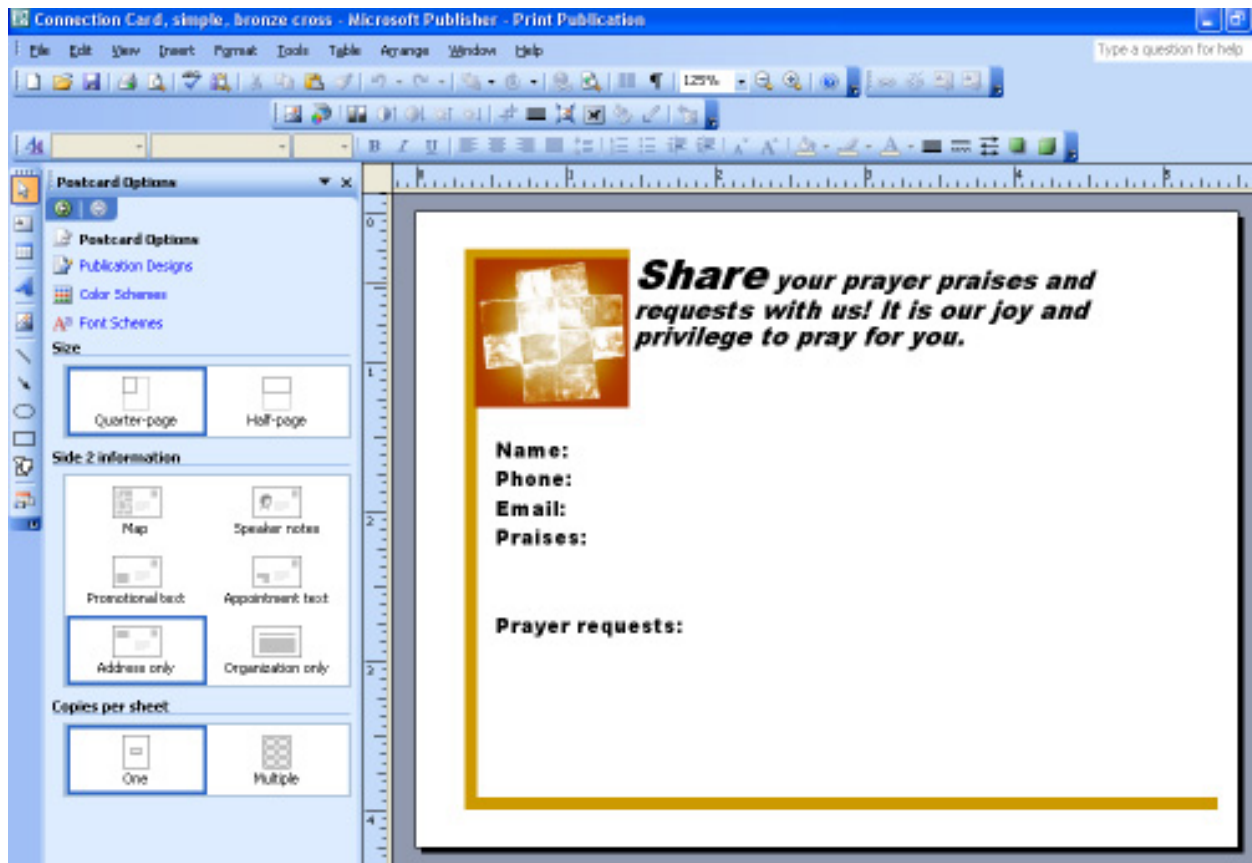 Connection Card, simple, bronze cross - Microsoft Publisher - Print Publication
File Edit View Insert Format Tools Table Arrange Window Help
Type a question for help
125%
B I U
Postcard Options
Postcard Options
Publication Designs
Color Schemes
Font Schemes
Size
Quarter-page Half-page
Side 2 information
Map Speaker notes
Promotional text Appointment text
Address only Organization only
Copies per sheet
One Multiple
Share your prayer praises and
requests with us! It is our joy and
privilege to pray for you.
Name:
Phone:
Email:
Praises:
Prayer requests: